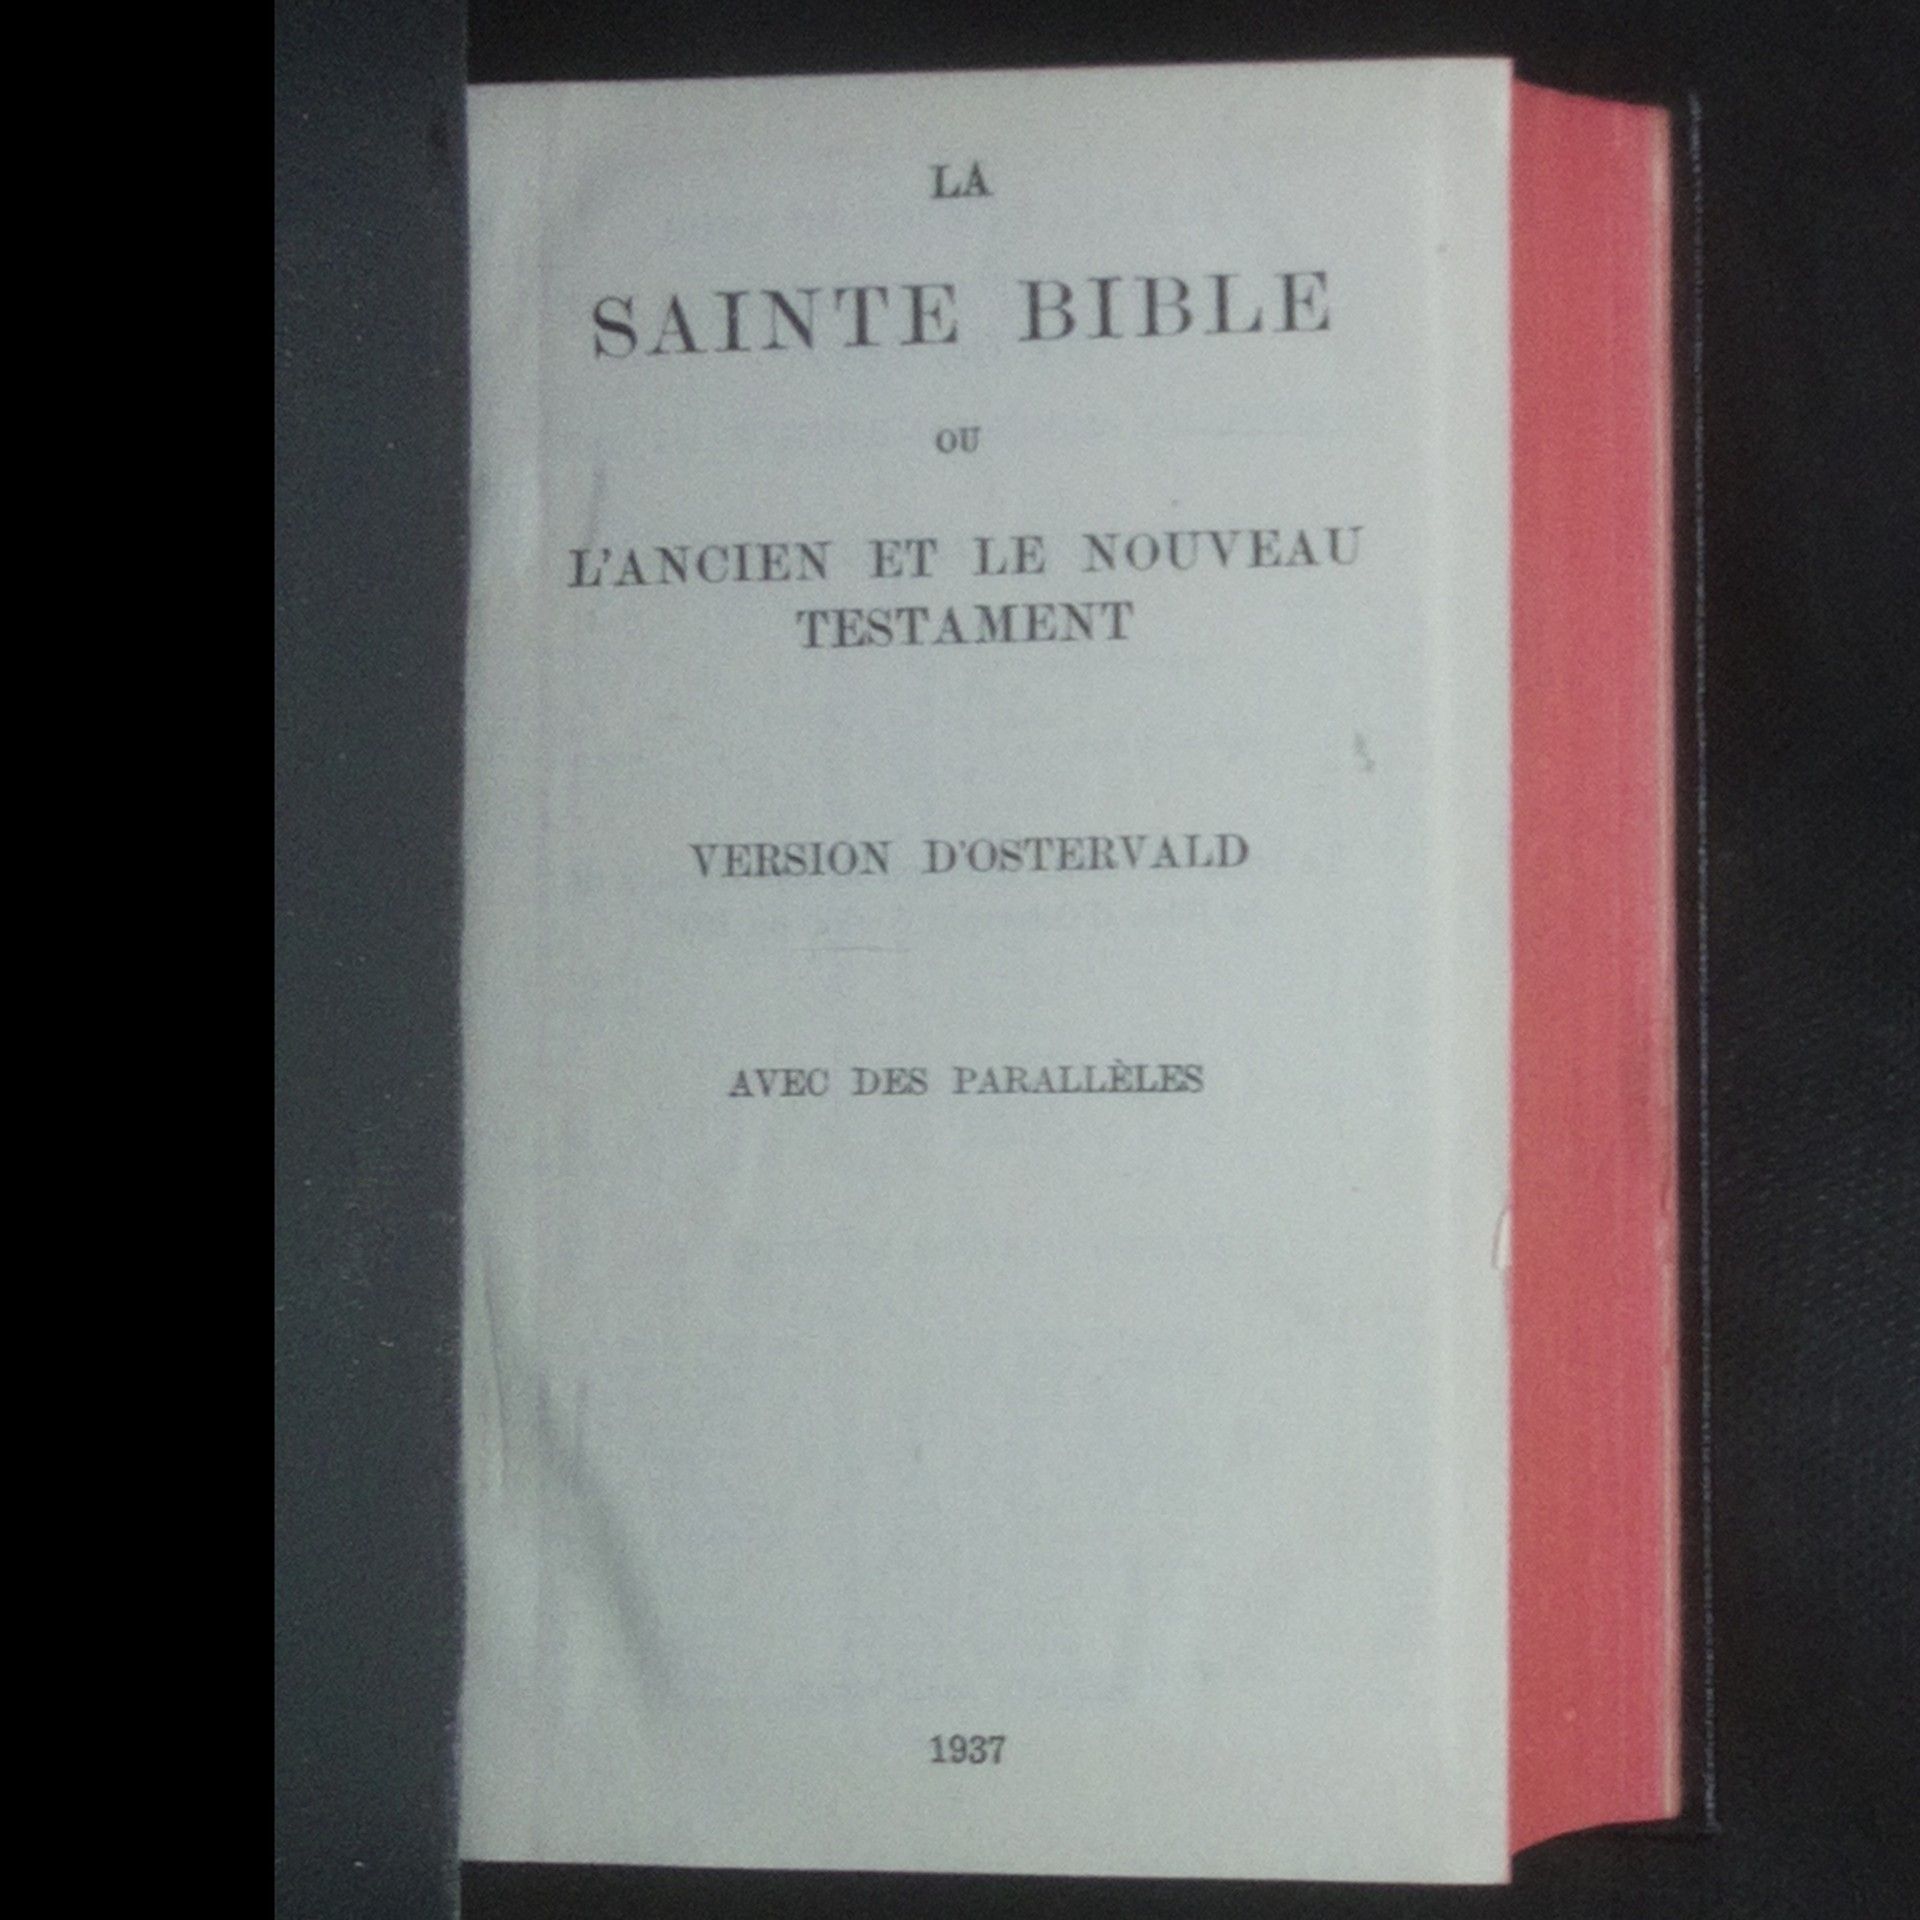 LA
SAINTE BIBLE
OU
L'ANCIEN ET LE NOUVEAU
TESTAMENT
VERSION D'OSTERVALD
AVEC DES PARALLÈLES
1937